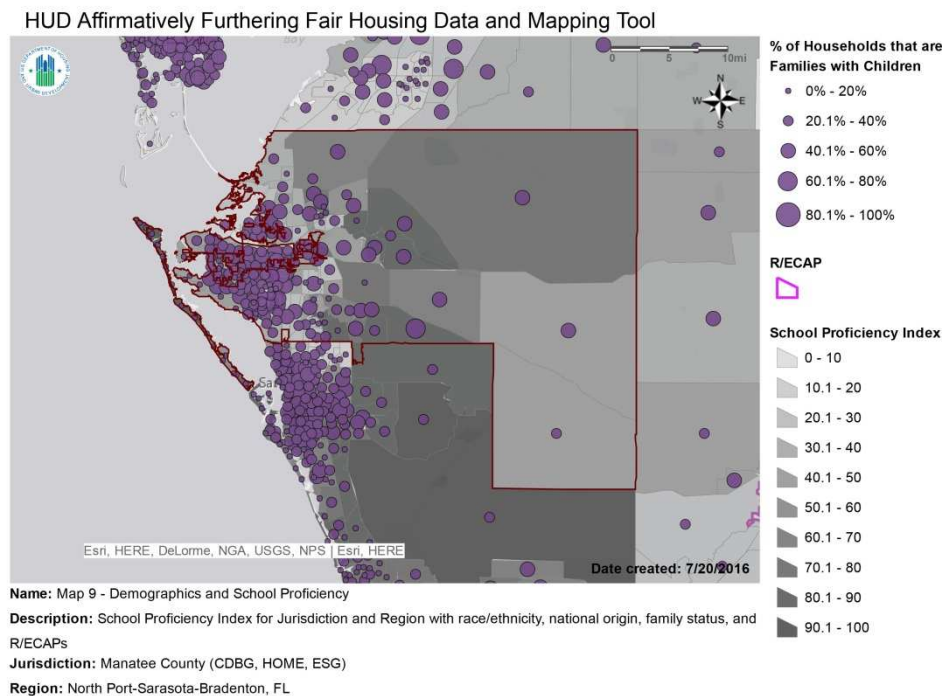 HUD Affirmatively Furthering Fair Housing Data and Mapping Tool
Bay
0 5 10mi
N
W E
S
Sar
Esri, HERE, DeLorme, NGA, USGS, NPS | Esri, HERE
Date created: 7/20/2016
% of Households that are
Families with Children
0% - 20%
20.1% - 40%
40.1% - 60%
60.1% - 80%
80.1% - 100%
R/ECAP
School Proficiency Index
0 - 10
10.1 - 20
20.1 - 30
30.1 - 40
40.1 - 50
50.1 - 60
60.1 - 70
70.1 - 80
80.1 - 90
90.1 - 100
Name: Map 9 - Demographics and School Proficiency
Description: School Proficiency Index for Jurisdiction and Region with race/ethnicity, national origin, family status, and
R/ECAPs
Jurisdiction: Manatee County (CDBG, HOME, ESG)
Region: North Port-Sarasota-Bradenton, FL